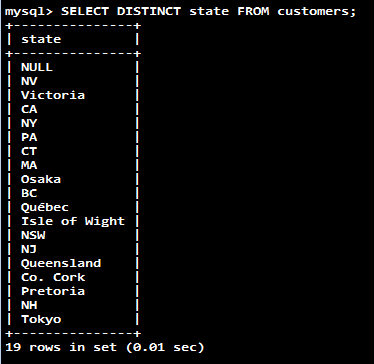 mysql> SELECT DISTINCT state FROM customers;
+---------------+
| state         |
+---------------+
| NULL          |
| NV            |
| Victoria      |
| CA            |
| NY            |
| PA            |
| CT            |
| MA            |
| Osaka         |
| BC            |
| Québec        |
| Isle of Wight |
| NSW           |
| NJ            |
| Queensland    |
| Co. Cork      |
| Pretoria      |
| NH            |
| Tokyo         |
+---------------+
19 rows in set (0.01 sec)